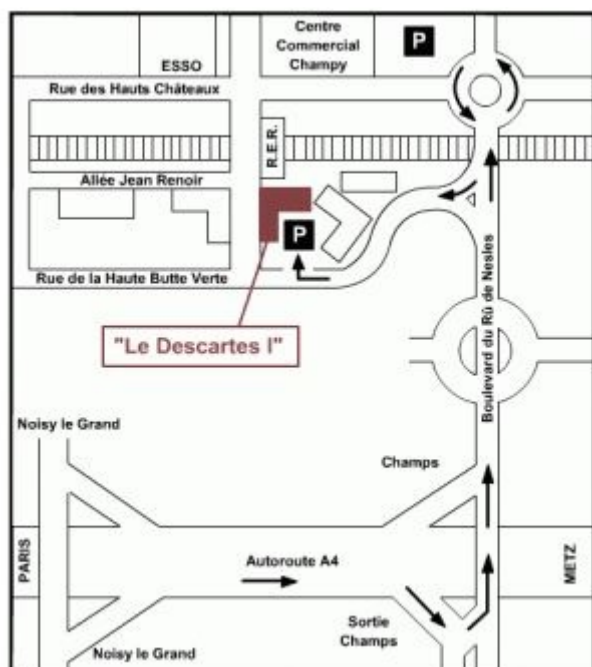 Centre
Commercial
Champy
P
ESSO
Rue des Hauts Châteaux
R.E.R.
Allée Jean Renoir
P
Rue de la Haute Butte Verte
Boulevard du Rû de Nesles
"Le Descartes I"
Noisy le Grand
Champs
PARIS
Autoroute A4
METZ
Sortie
Champs
Noisy le Grand